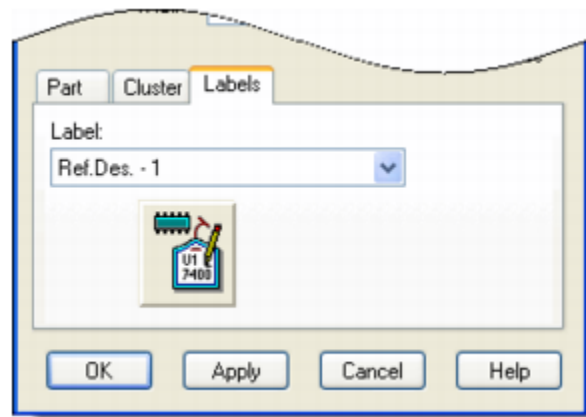 Part Cluster Labels
Label:
Ref.Des. - 1
U1
7400
OK Apply Cancel Help